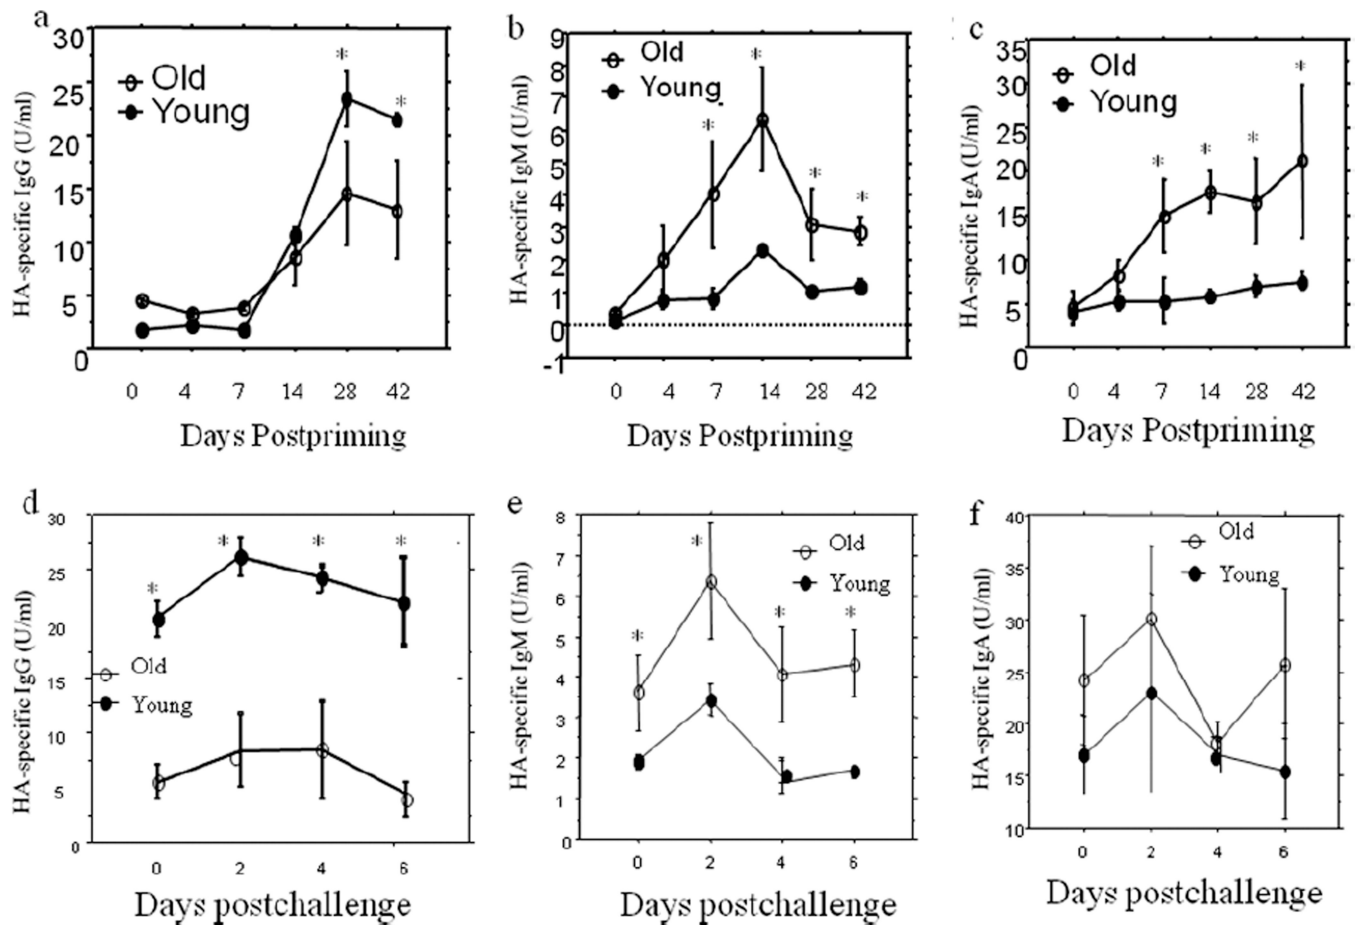 a
30
25
20
15
10
5
0
HA-specific IgG (U/ml)
Old
Young
*
*
0 4 7 14 28 42
Days Postpriming
b
9
8
7
6
5
4
3
2
1
0
-1
HA-specific IgM (U/ml)
Old
Young
*
*
*
*
0 4 7 14 28 42
Days Postpriming
c
35
30
25
20
15
10
5
0
HA-specific IgA (U/ml)
Old
Young
*
*
*
*
0 4 7 14 28 42
Days Postpriming
d
30
25
20
15
10
5
0
HA-specific IgG (U/ml)
* * * *
Old
Young
0 2 4 6
Days postchallenge
e
8
7
6
5
4
3
2
1
0
HA-specific IgM (U/ml)
Old
Young
* * * *
0 2 4 6
Days postchallenge
f
40
35
30
25
20
15
10
HA-specific IgA (U/ml)
Old
Young
0 2 4 6
Days postchallenge